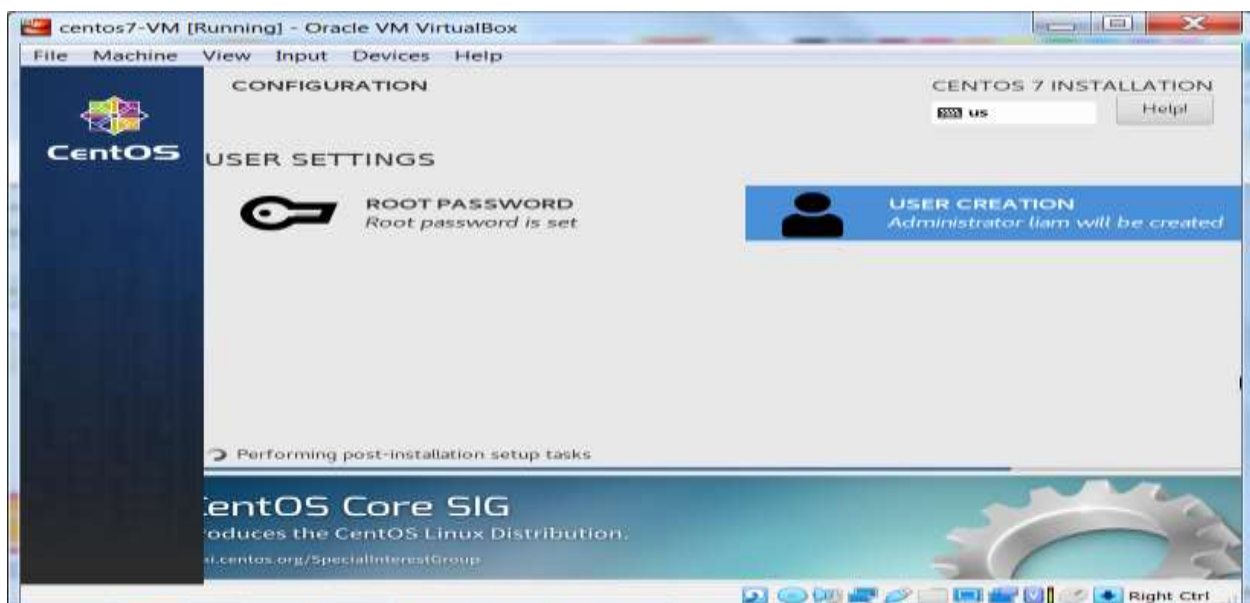 centos7-VM [Running] - Oracle VM VirtualBox
File Machine View Input Devices Help
CONFIGURATION
CENTOS 7 INSTALLATION
us
Help!
CentOS
USER SETTINGS
ROOT PASSWORD
Root password is set
USER CREATION
Administrator liam will be created
Performing post-installation setup tasks
entOS Core SIG
oduces the CentOS Linux Distribution.
i.centos.org/SpecialInterestGroup
Right Ctrl